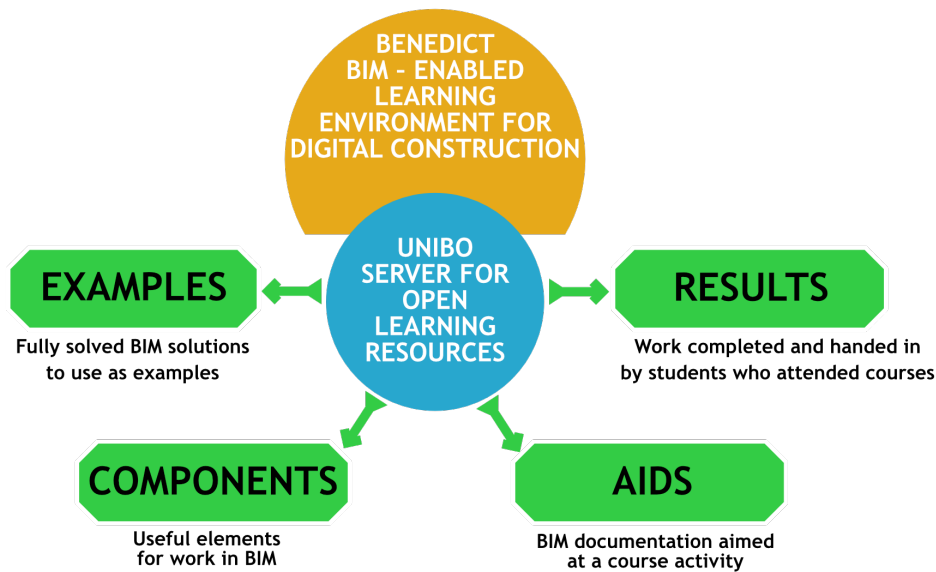 BENEDICT
BIM - ENABLED
LEARNING
ENVIRONMENT FOR
DIGITAL CONSTRUCTION
UNIBO
SERVER FOR
OPEN
LEARNING
RESOURCES
EXAMPLES
Fully solved BIM solutions
to use as examples
RESULTS
Work completed and handed in
by students who attended courses
COMPONENTS
Useful elements
for work in BIM
AIDS
BIM documentation aimed
at a course activity